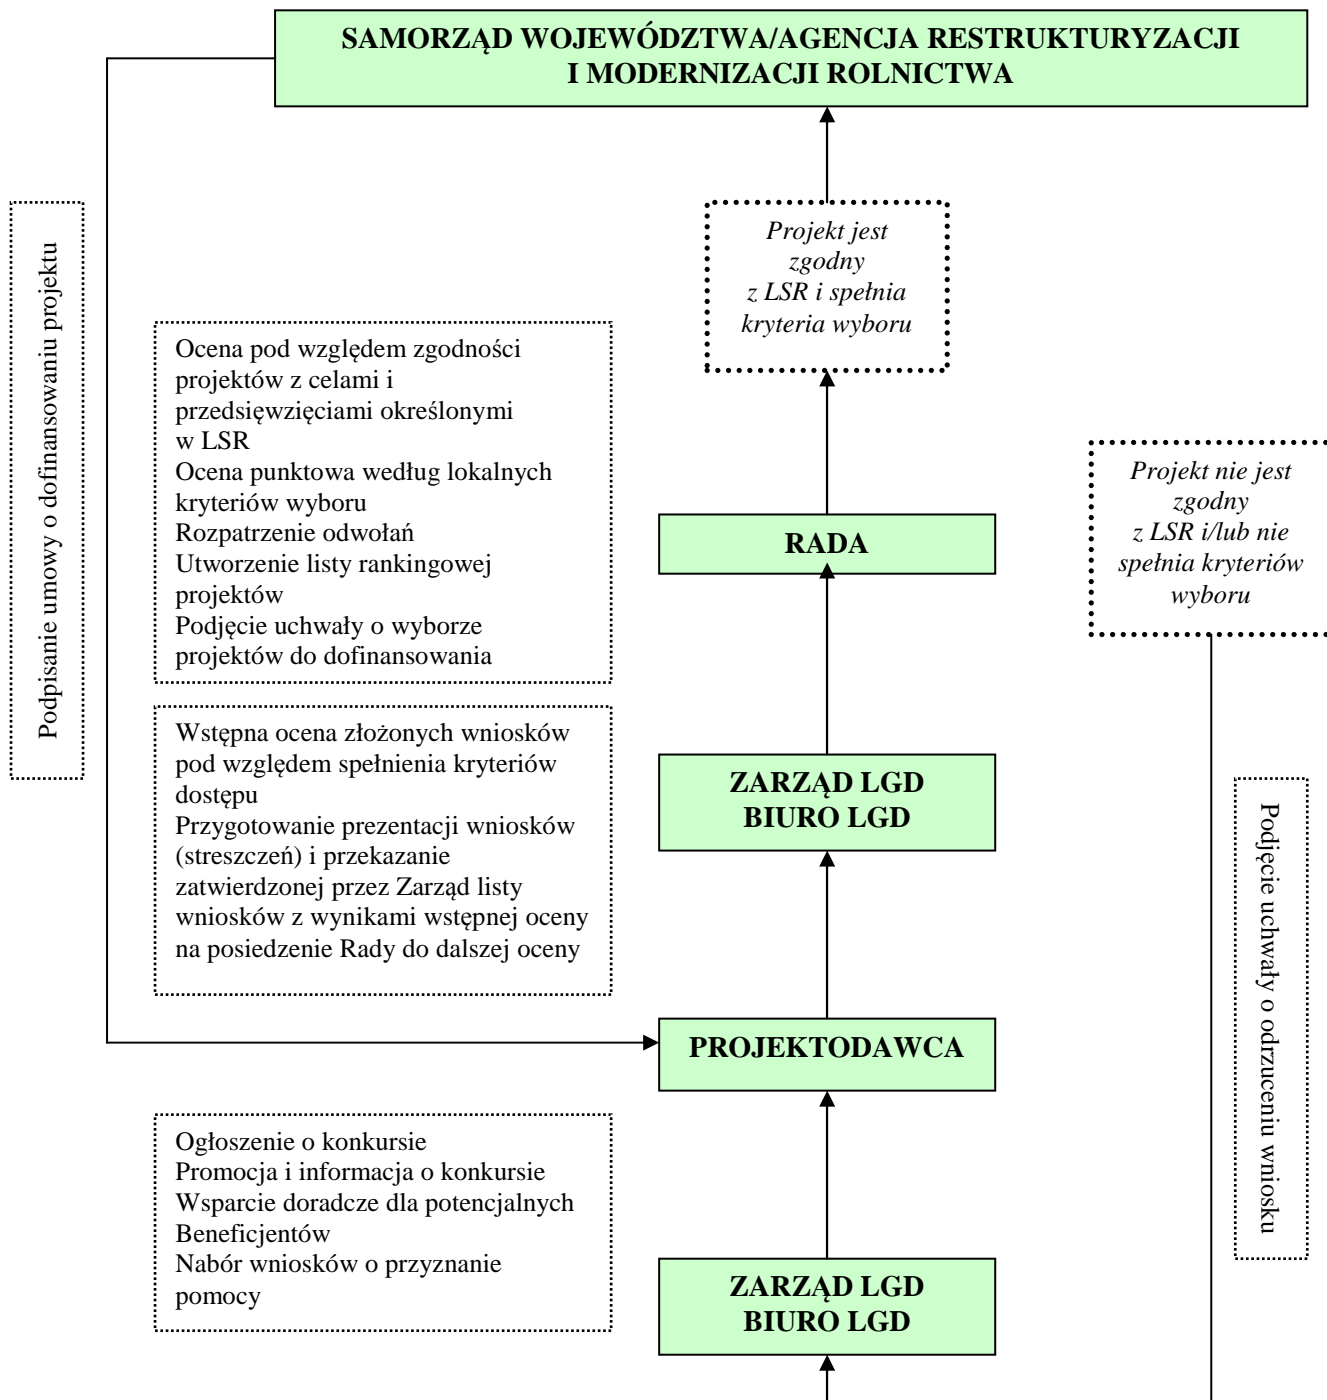 SAMORZĄD WOJEWÓDZTWA/AGENCJA RESTRUKTURYZACJI
I MODERNIZACJI ROLNICTWA
Podpisanie umowy o dofinansowaniu projektu
Projekt jest
zgodny
z LSR i spełnia
kryteria wyboru
Ocena pod względem zgodności
projektów z celami i
przedsięwzięciami określonymi
w LSR
Ocena punktowa według lokalnych
kryteriów wyboru
Rozpatrzenie odwołań
Utworzenie listy rankingowej
projektów
Podjęcie uchwały o wyborze
projektów do dofinansowania
RADA
Projekt nie jest
zgodny
z LSR i/lub nie
spełnia kryteriów
wyboru
Wstępna ocena złożonych wniosków
pod względem spełnienia kryteriów
dostępu
Przygotowanie prezentacji wniosków
(streszczeń) i przekazanie
zatwierdzonej przez Zarząd listy
wniosków z wynikami wstępnej oceny
na posiedzenie Rady do dalszej oceny
ZARZĄD LGD
BIURO LGD
Podjęcie uchwały o odrzuceniu wniosku
PROJEKTODAWCA
Ogłoszenie o konkursie
Promocja i informacja o konkursie
Wsparcie doradcze dla potencjalnych
Beneficjentów
Nabór wniosków o przyznanie
pomocy
ZARZĄD LGD
BIURO LGD